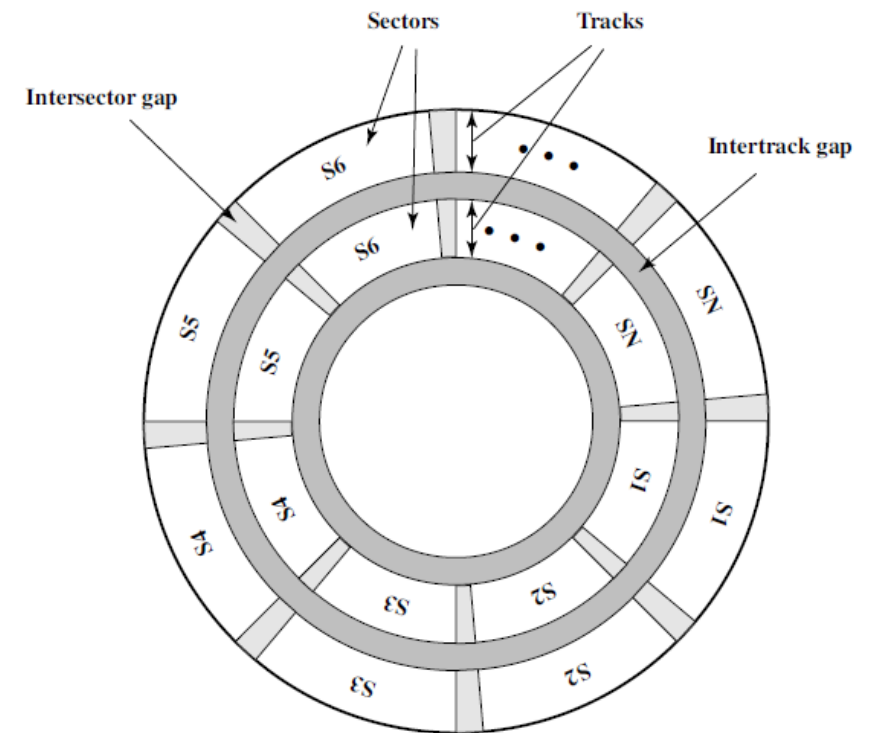 Sectors
Tracks
Intersector gap
Intertrack gap
S6
• • •
S6
• • •
SN
SN
S5
S5
S4
S4
S1
S1
S3
S2
S3
S2